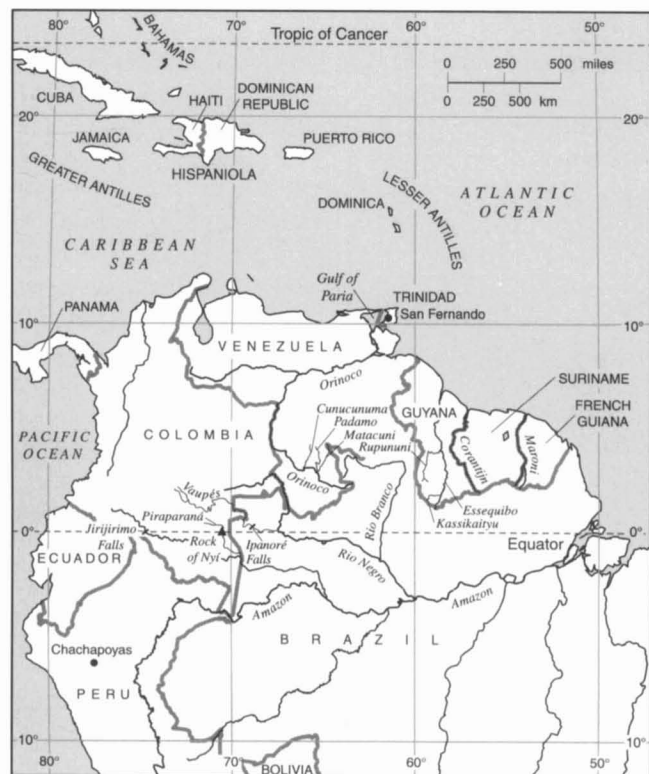 80° 70° 60° 50°
BAHAMAS
Tropic of Cancer
0 250 500 miles
0 250 500 km
CUBA
HAITI
DOMINICAN
REPUBLIC
20° 20°
JAMAICA
PUERTO RICO
HISPANIOLA
GREATER ANTILLES
LESSER ANTILLES
DOMINICA
ATLANTIC
OCEAN
CARIBBEAN
SEA
Gulf of
Paria
TRINIDAD
San Fernando
PANAMA
10° 10°
VENEZUELA
Orinoco
SURINAME
Cunucunuma
Padamo
Matacuni
Rupununi
GUYANA
FRENCH
GUIANA
PACIFIC
OCEAN
COLOMBIA
Corantijn
Maroni
Orinoco
Vaupés
Rio Branco
Essequibo
Kassikaityu
Piraparaná
0° 0°
Jirijirimo
Falls
Rock
of Nyí
Ipanoré
Falls
Equator
ECUADOR
Rio Negro
Amazon
Amazon
BRAZIL
Chachapoyas
PERU
10° 10°
BOLIVIA
80° 70° 60° 50°